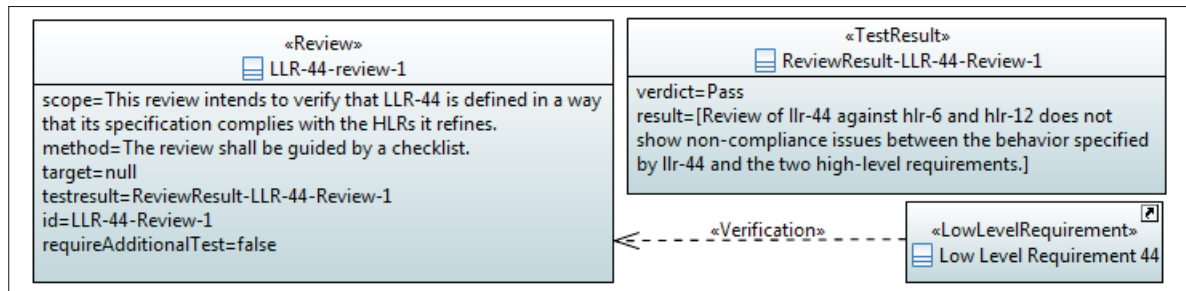 «Review»
LLR-44-review-1
scope=This review intends to verify that LLR-44 is defined in a way
that its specification complies with the HLRs it refines.
method=The review shall be guided by a checklist.
target=null
testresult=ReviewResult-LLR-44-Review-1
id=LLR-44-Review-1
requireAdditionalTest=false
«TestResult»
ReviewResult-LLR-44-Review-1
verdict=Pass
result=[Review of llr-44 against hlr-6 and hlr-12 does not
show non-compliance issues between the behavior specified
by llr-44 and the two high-level requirements.]
«Verification»
«LowLevelRequirement»
Low Level Requirement 44